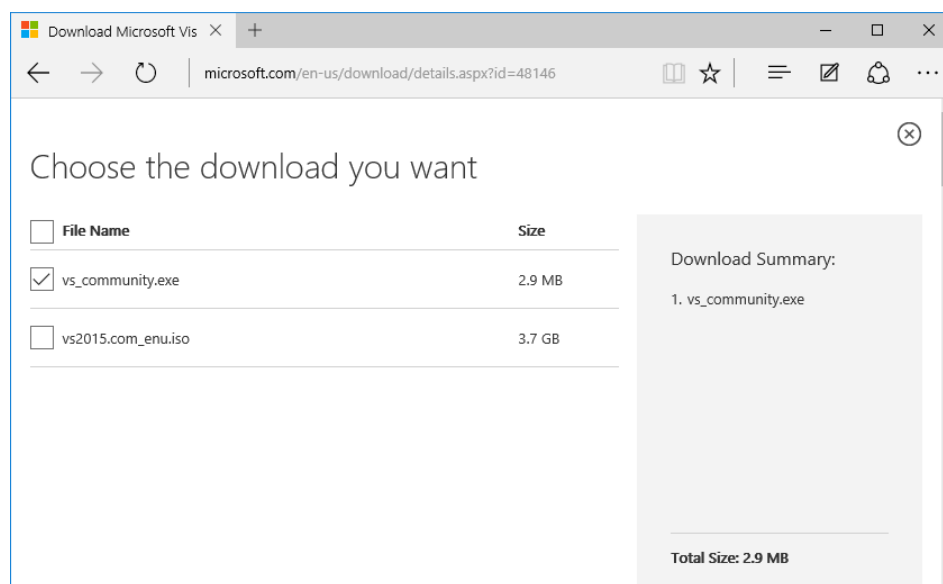 Download Microsoft Vis
microsoft.com/en-us/download/details.aspx?id=48146
Choose the download you want
File Name Size
vs_community.exe 2.9 MB
vs2015.com_enu.iso 3.7 GB
Download Summary:
1. vs_community.exe
Total Size: 2.9 MB